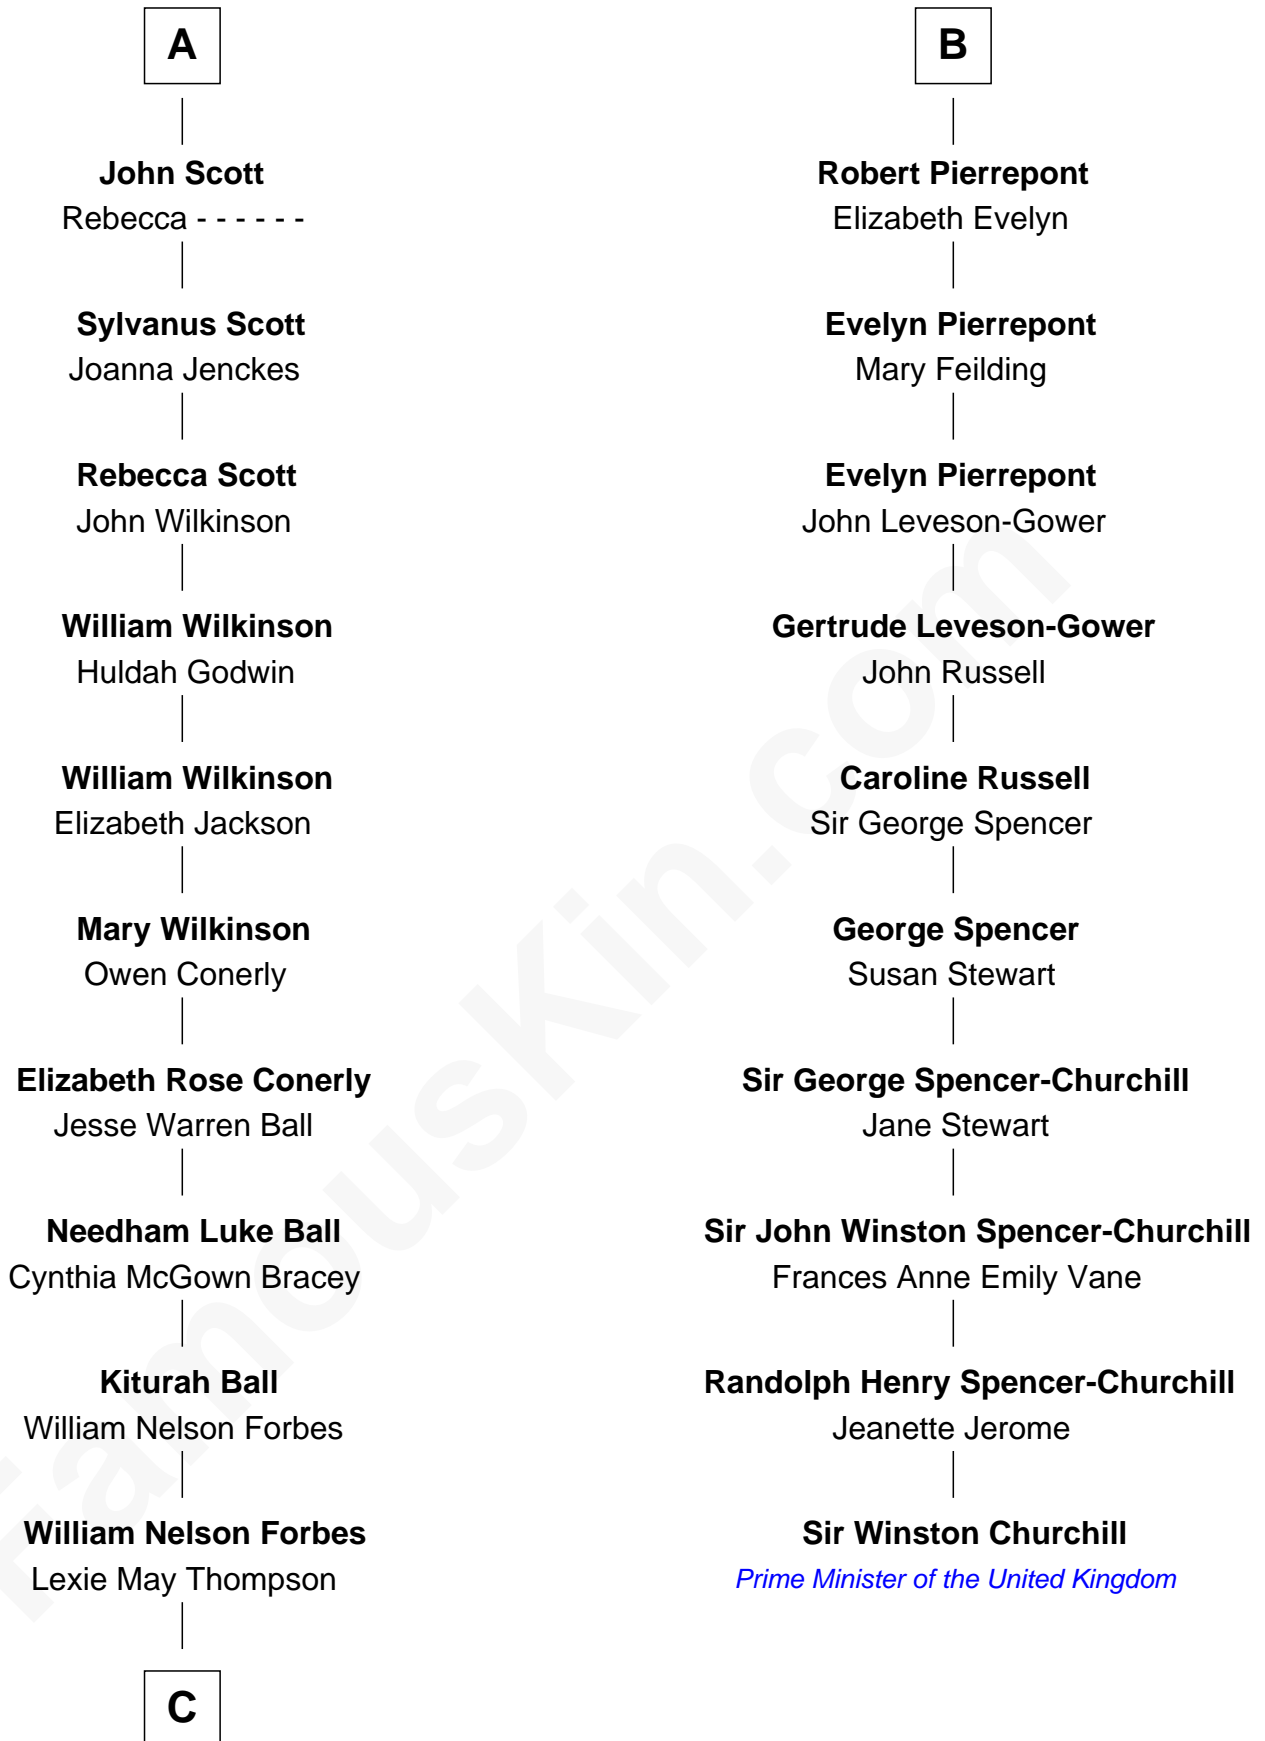 A
John Scott
Rebecca - - - - - -
Sylvanus Scott
Joanna Jenckes
Rebecca Scott
John Wilkinson
William Wilkinson
Huldah Godwin
William Wilkinson
Elizabeth Jackson
Mary Wilkinson
Owen Conerly
Elizabeth Rose Conerly
Jesse Warren Ball
Needham Luke Ball
Cynthia McGown Bracey
Kiturah Ball
William Nelson Forbes
William Nelson Forbes
Lexie May Thompson
C
B
Robert Pierrepont
Elizabeth Evelyn
Evelyn Pierrepont
Mary Feilding
Evelyn Pierrepont
John Leveson-Gower
Gertrude Leveson-Gower
John Russell
Caroline Russell
Sir George Spencer
George Spencer
Susan Stewart
Sir George Spencer-Churchill
Jane Stewart
Sir John Winston Spencer-Churchill
Frances Anne Emily Vane
Randolph Henry Spencer-Churchill
Jeanette Jerome
Sir Winston Churchill
Prime Minister of the United Kingdom
FamousKin.com